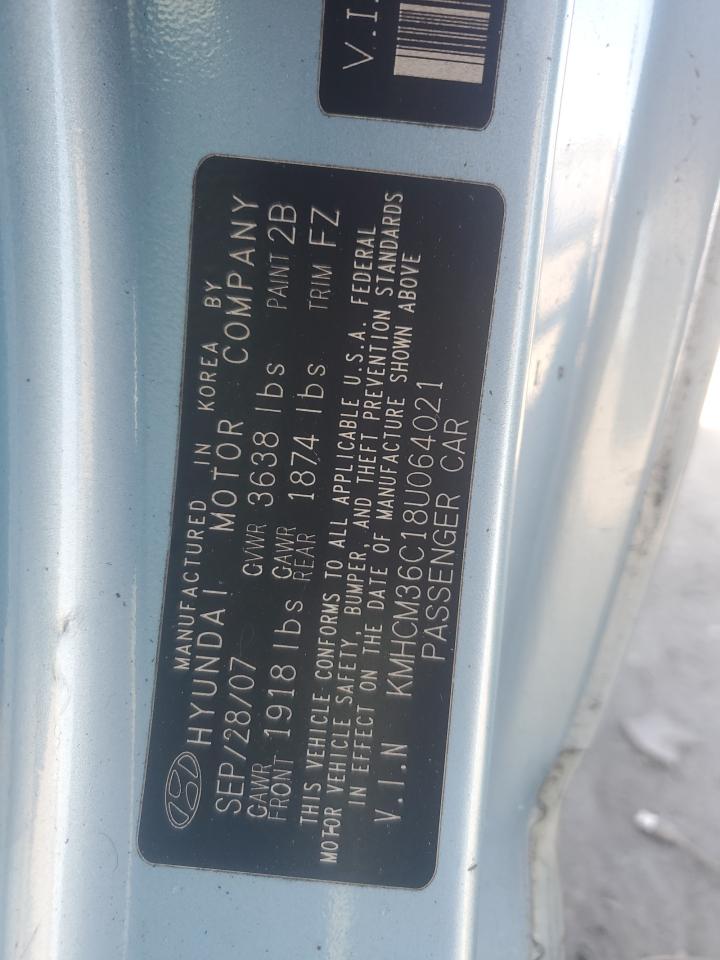 V.I.
MANUFACTURED IN KOREA BY
HYUNDAI MOTOR COMPANY
SEP/28/07 GVWR 3638 lbs PAINT 2B
GAWR FRONT 1918 lbs GAWR REAR 1874 lbs TRIM FZ
THIS VEHICLE CONFORMS TO ALL APPLICABLE U.S.A. FEDERAL
MOTOR VEHICLE SAFETY, BUMPER, AND THEFT PREVENTION STANDARDS
IN EFFECT ON THE DATE OF MANUFACTURE SHOWN ABOVE
V.I.N KMHCM36C18U064021
PASSENGER CAR